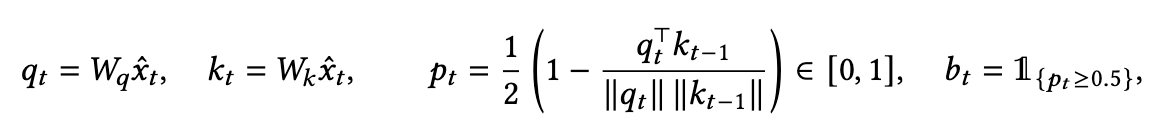 $q_t = W_q \hat{x}_t, \quad k_t = W_k \hat{x}_t, \quad p_t = \frac{1}{2} \left( 1 - \frac{q_t^\top k_{t-1}}{\|q_t\| \, \|k_{t-1}\|} \right) \in [0, 1], \quad b_t = \mathbb{1}_{\{p_t \geq 0.5\}},$